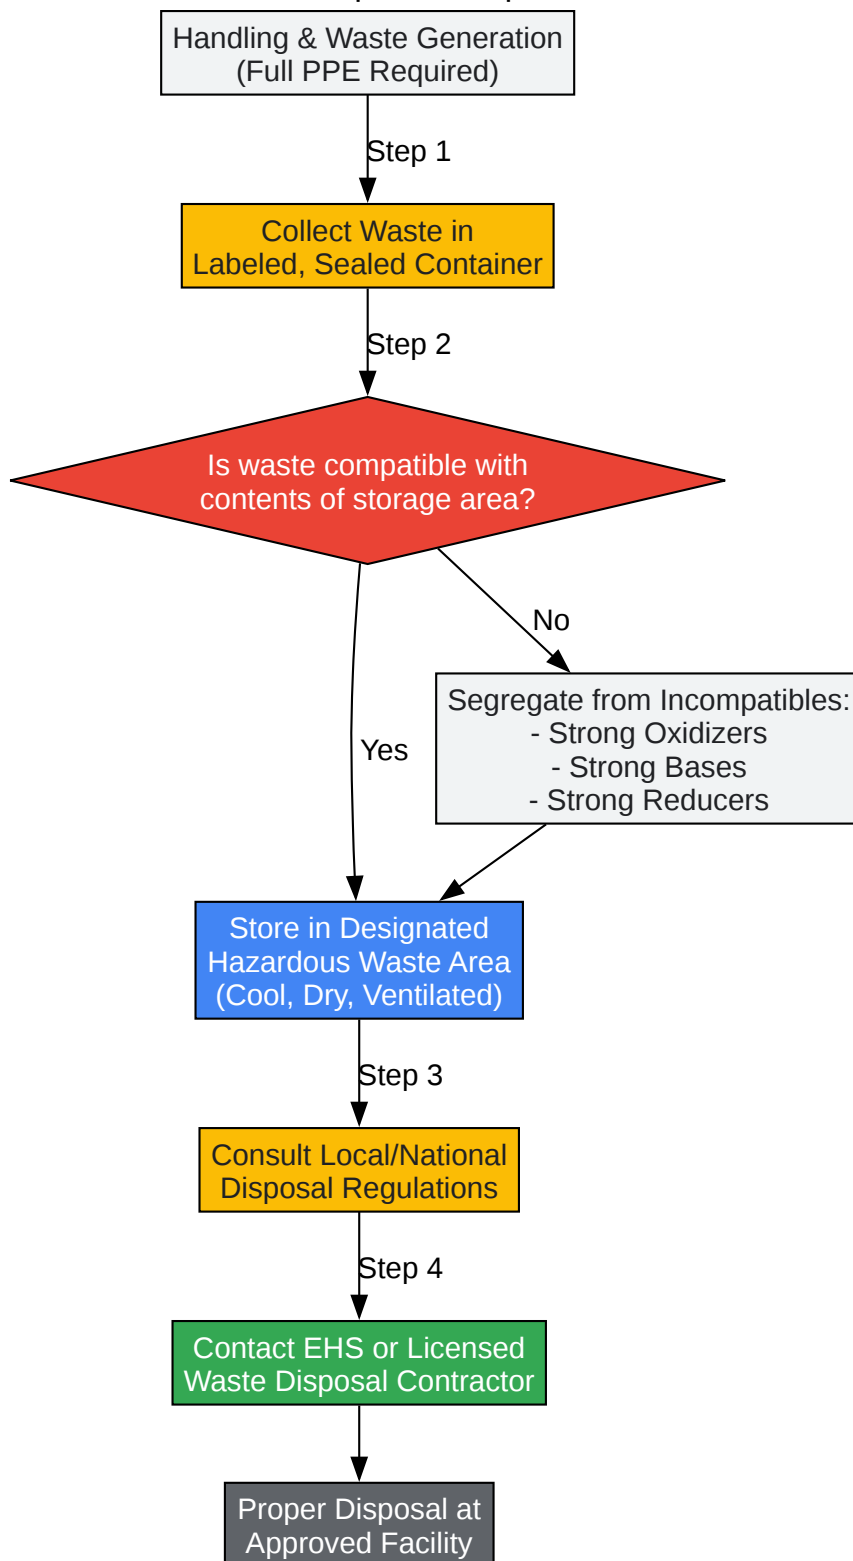 Handling & Waste Generation
(Full PPE Required)
Step 1
Collect Waste in
Labeled, Sealed Container
Step 2
Is waste compatible with
contents of storage area?
No
Segregate from Incompatibles:
- Strong Oxidizers
- Strong Bases
- Strong Reducers
Yes
Store in Designated
Hazardous Waste Area
(Cool, Dry, Ventilated)
Step 3
Consult Local/National
Disposal Regulations
Step 4
Contact EHS or Licensed
Waste Disposal Contractor
Proper Disposal at
Approved Facility